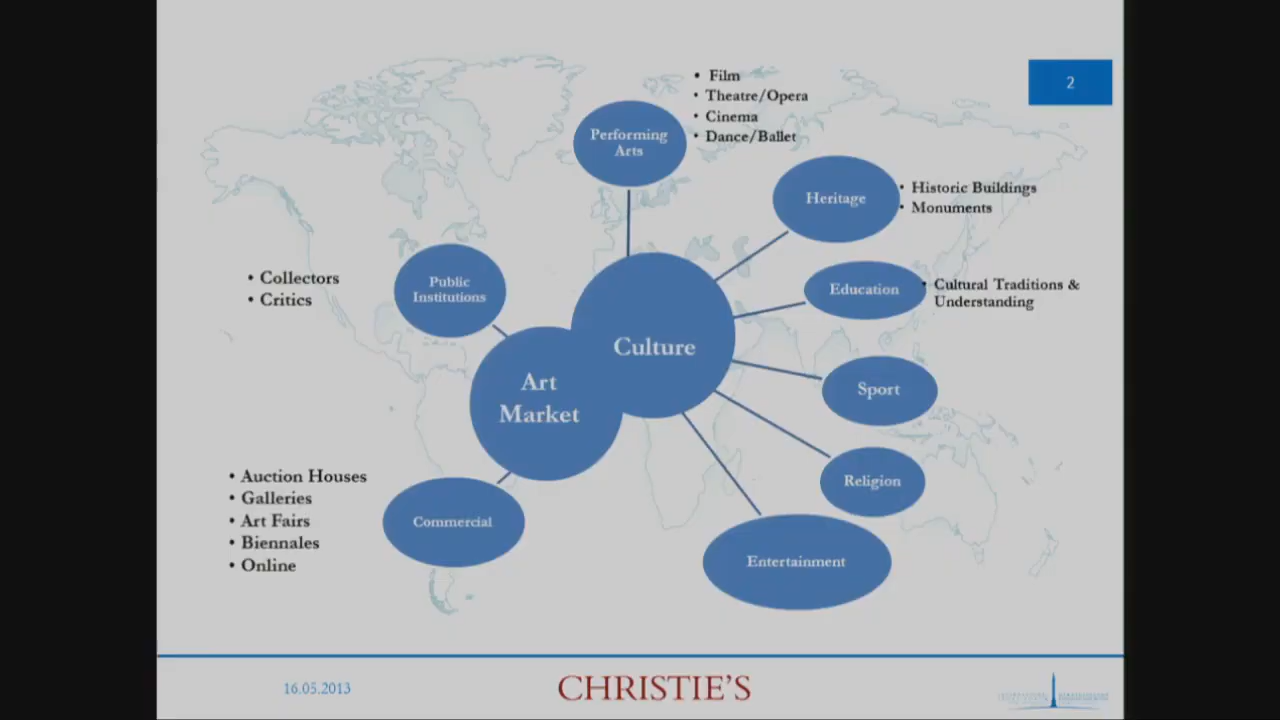 2
• Film
• Theatre/Opera
• Cinema
• Dance/Ballet
Performing
Arts
Heritage
• Historic Buildings
• Monuments
• Collectors
• Critics
Public
Institutions
Education
• Cultural Traditions &
Understanding
Culture
Art
Market
Sport
• Auction Houses
• Galleries
• Art Fairs
• Biennales
• Online
Commercial
Religion
Entertainment
16.05.2013
CHRISTIE'S